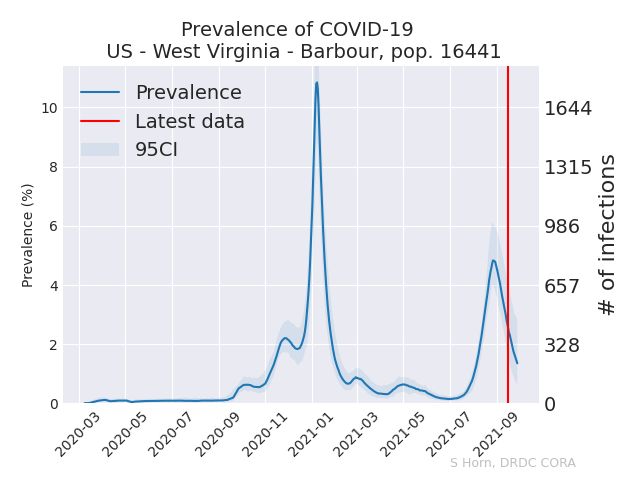 Prevalence of COVID-19
US - West Virginia - Barbour, pop. 16441
Prevalence
Latest data
95CI
Prevalence (%)
10
8
6
4
2
0
1644
1315
986
657
328
0
# of infections
2020-03
2020-05
2020-07
2020-09
2020-11
2021-01
2021-03
2021-05
2021-07
2021-09
S Horn, DRDC CORA